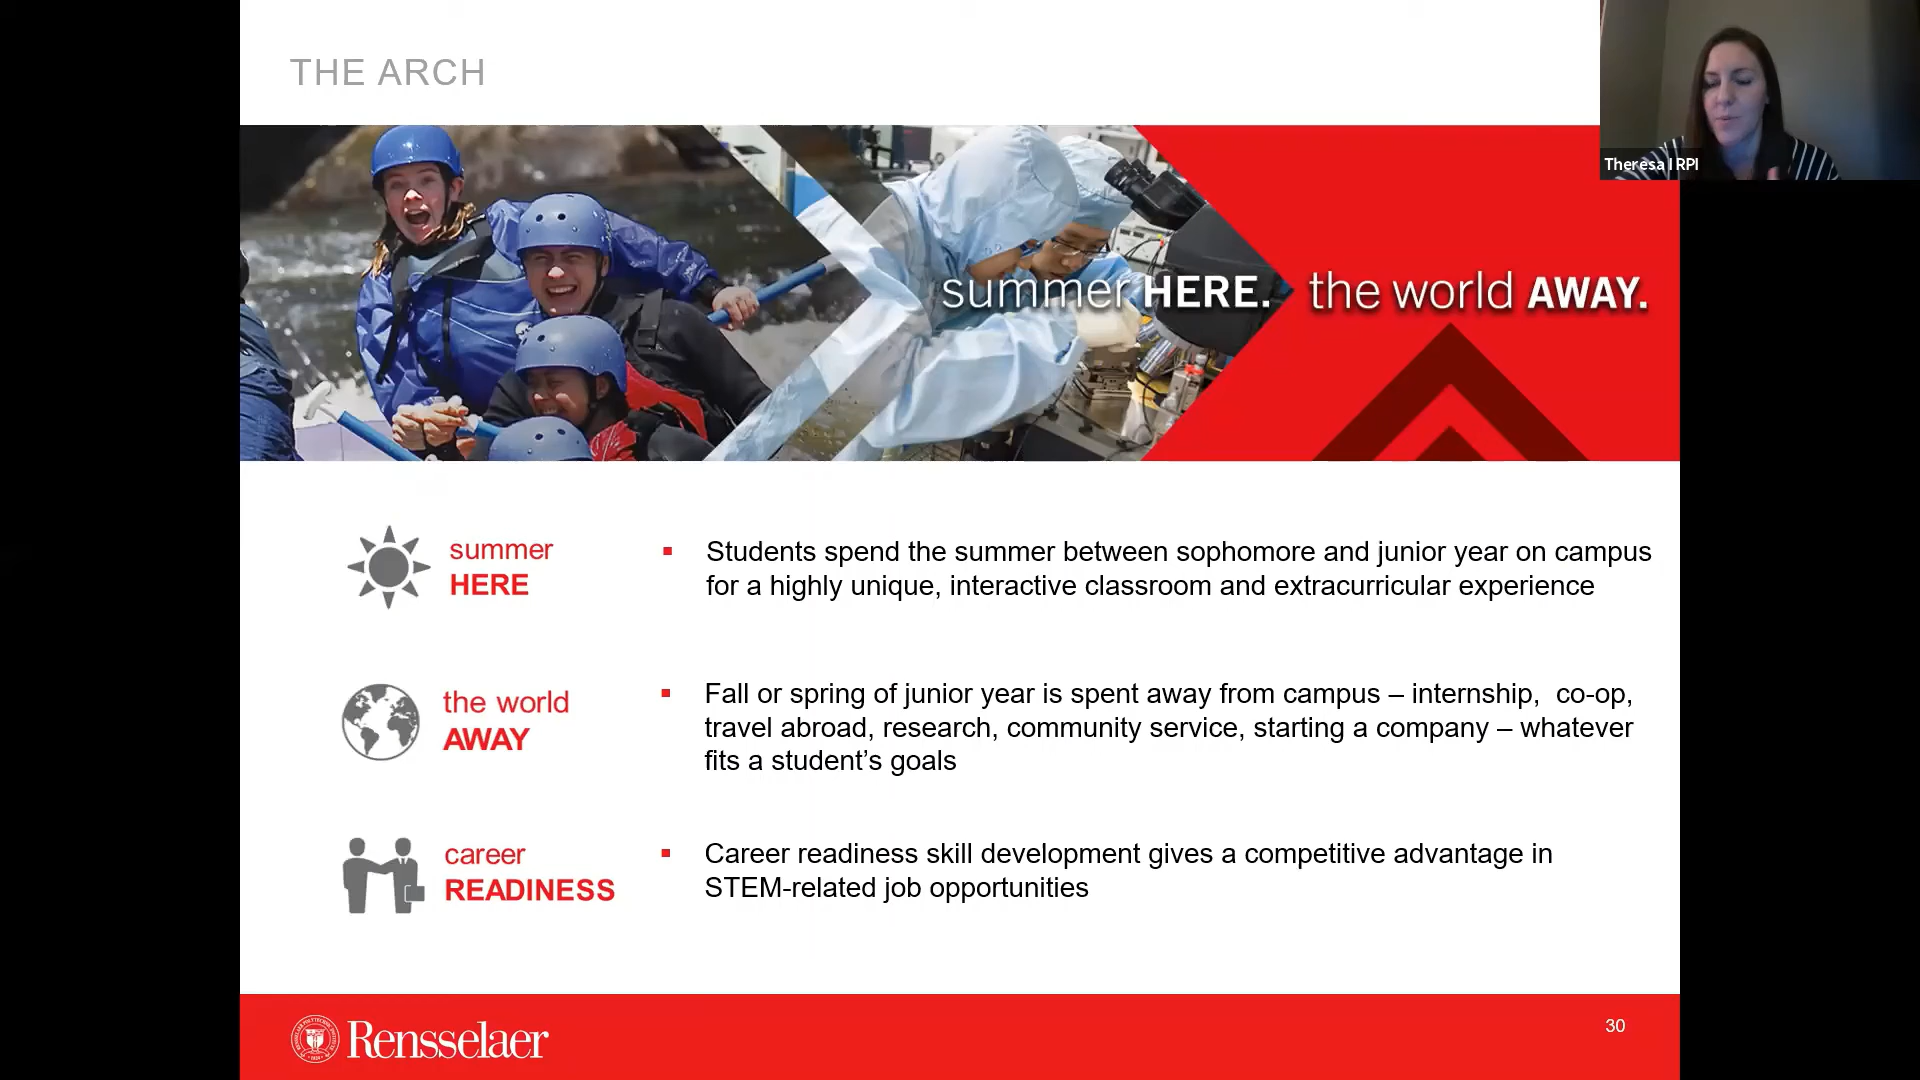 THE ARCH
Theresa I RPI
summer HERE. the world AWAY.
summer
HERE
▪ Students spend the summer between sophomore and junior year on campus
for a highly unique, interactive classroom and extracurricular experience
the world
AWAY
▪ Fall or spring of junior year is spent away from campus – internship, co-op,
travel abroad, research, community service, starting a company – whatever
fits a student’s goals
career
READINESS
▪ Career readiness skill development gives a competitive advantage in
STEM-related job opportunities
Rensselaer
30